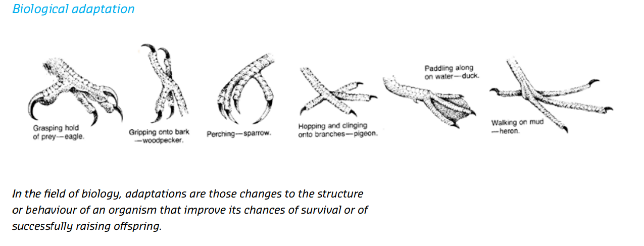 Biological adaptation
Grasping hold
of prey—eagle.
Gripping onto bark
—woodpecker.
Perching—sparrow.
Hopping and clinging
onto branches—pigeon.
Paddling along
on water—duck.
Walking on mud
—heron.
In the field of biology, adaptations are those changes to the structure
or behaviour of an organism that improve its chances of survival or of
successfully raising offspring.